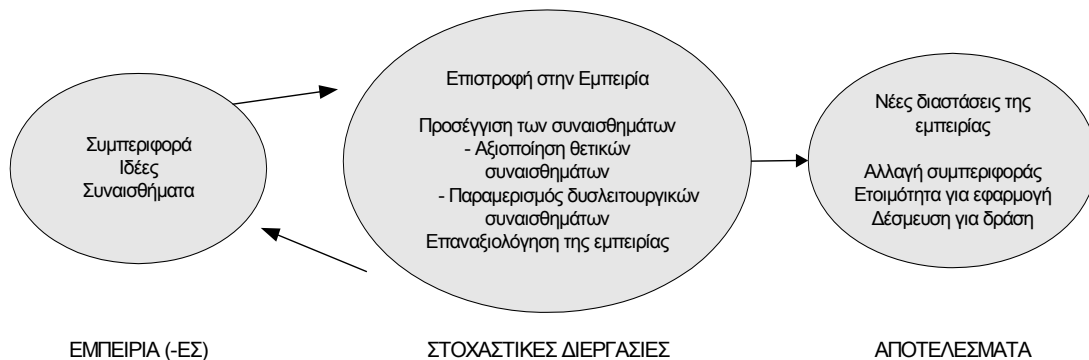 Συμπεριφορά
Ιδέες
Συναισθήματα
Επιστροφή στην Εμπειρία
Προσέγγιση των συναισθημάτων
- Αξιοποίηση θετικών
συναισθημάτων
- Παραμερισμός δυσλειτουργικών
συναισθημάτων
Επαναξιολόγηση της εμπειρίας
Νέες διαστάσεις της
εμπειρίας
Αλλαγή συμπεριφοράς
Ετοιμότητα για εφαρμογή
Δέσμευση για δράση
ΕΜΠΕΙΡΙΑ (-ΕΣ)
ΣΤΟΧΑΣΤΙΚΕΣ ΔΙΕΡΓΑΣΙΕΣ
ΑΠΟΤΕΛΕΣΜΑΤΑ